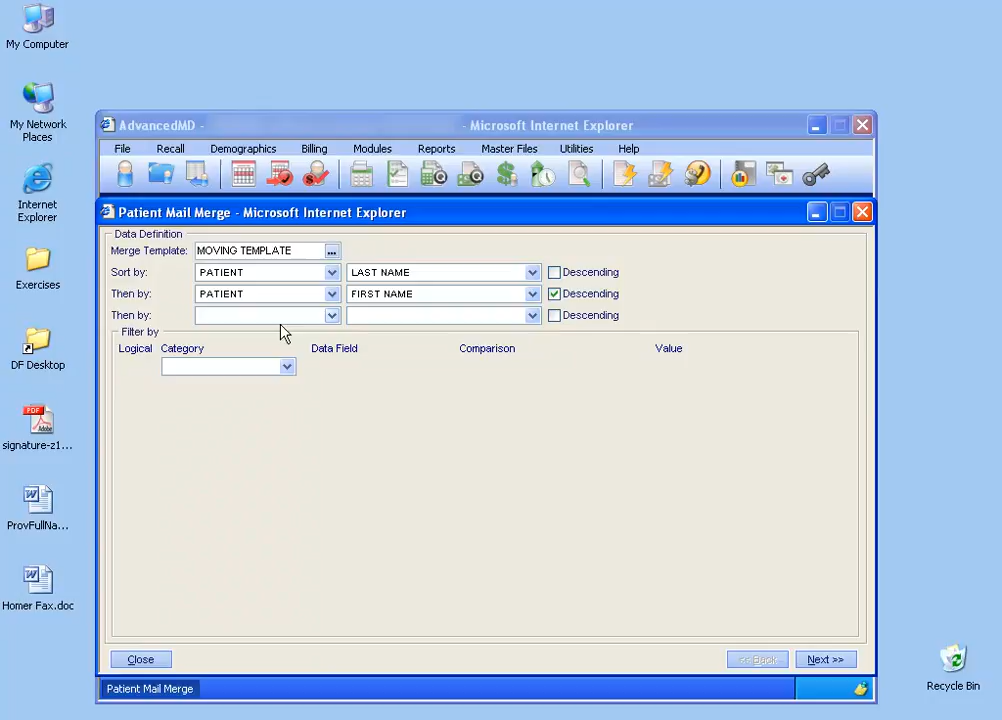 My Computer
My Network
Places
Internet
Explorer
Exercises
DF Desktop
signature-z1...
ProvFullNa...
Homer Fax.doc
AdvancedMD - - Microsoft Internet Explorer
File Recall Demographics Billing Modules Reports Master Files Utilities Help
Patient Mail Merge - Microsoft Internet Explorer
Data Definition
Merge Template: MOVING TEMPLATE ...
Sort by: PATIENT LAST NAME Descending
Then by: PATIENT FIRST NAME Descending
Then by: Descending
Filter by
Logical Category Data Field Comparison Value
Close << Back Next >>
Patient Mail Merge
Recycle Bin